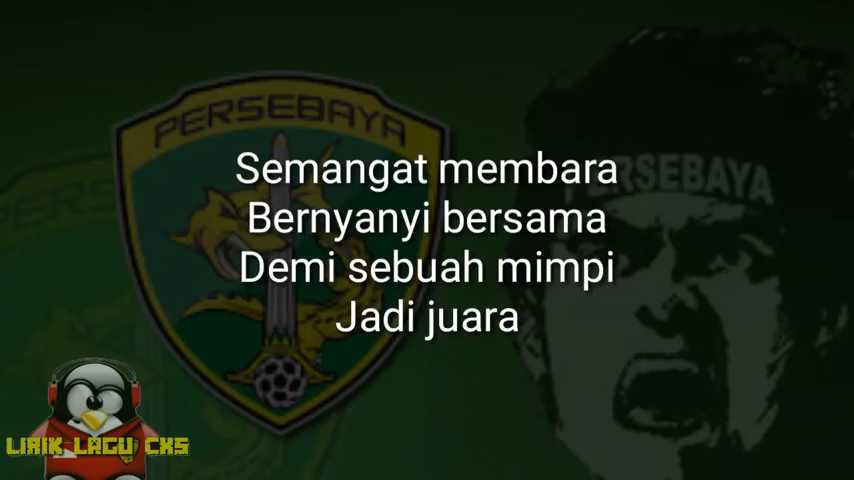 PERSEBAYA
PERSEBAYA
Semangat membara
Bernyanyi bersama
Demi sebuah mimpi
Jadi juara
LIRIK LAGU CKS